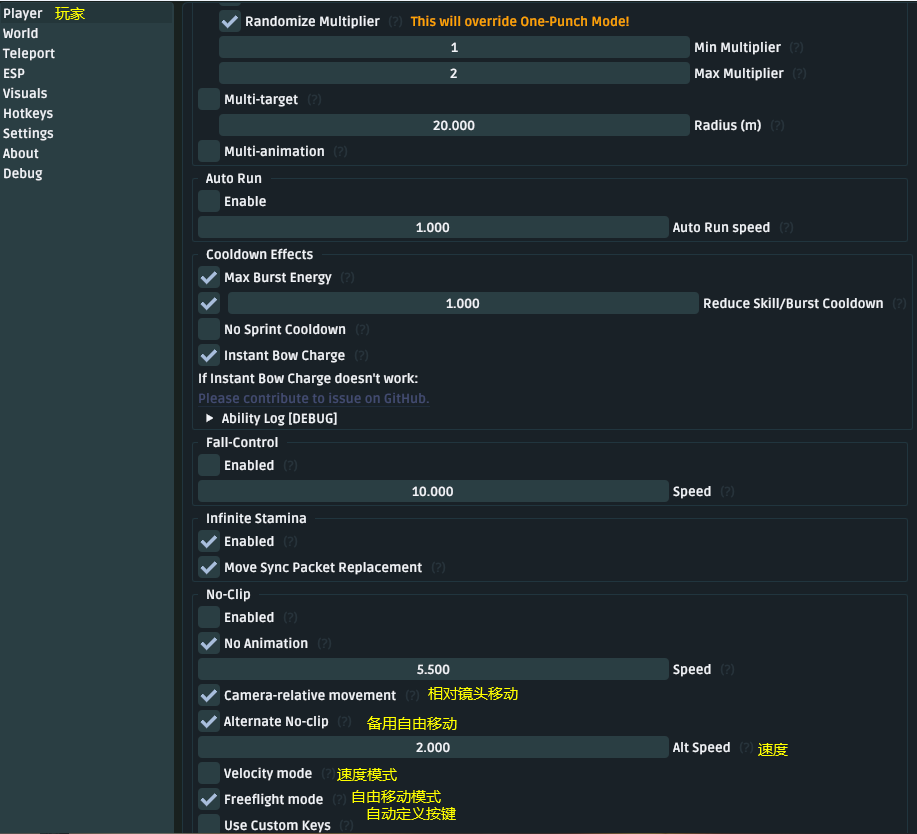 Player 玩家
World
Teleport
ESP
Visuals
Hotkeys
Settings
About
Debug
Randomize Multiplier (?) This will override One-Punch Mode!
1 Min Multiplier (?)
2 Max Multiplier (?)
Multi-target (?)
20.000 Radius (m) (?)
Multi-animation (?)
Auto Run
Enable
1.000 Auto Run speed (?)
Cooldown Effects
Max Burst Energy (?)
1.000 Reduce Skill/Burst Cooldown (?)
No Sprint Cooldown (?)
Instant Bow Charge (?)
If Instant Bow Charge doesn't work:
Please contribute to issue on GitHub.
Ability Log [DEBUG]
Fall-Control
Enabled (?)
10.000 Speed (?)
Infinite Stamina
Enabled (?)
Move Sync Packet Replacement (?)
No-Clip
Enabled (?)
No Animation (?)
5.500 Speed (?)
Camera-relative movement (?) 相对镜头移动
Alternate No-clip (?) 备用自由移动
2.000 Alt Speed (?) 速度
Velocity mode (?) 速度模式
Freeflight mode (?) 自由移动模式
自动定义按键
Use Custom Keys (?)